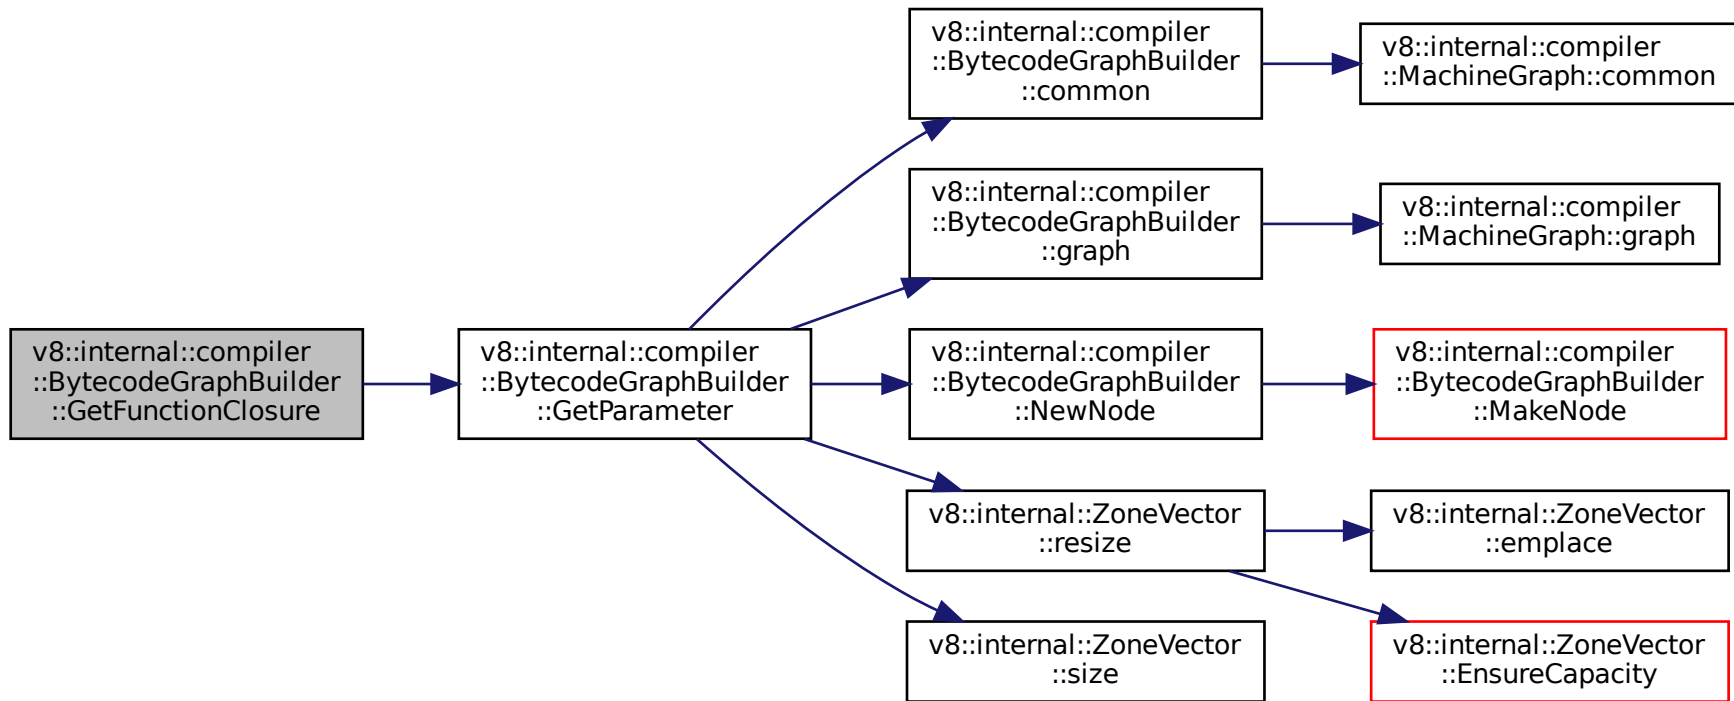 v8::internal::compiler
::BytecodeGraphBuilder
::GetFunctionClosure
v8::internal::compiler
::BytecodeGraphBuilder
::GetParameter
v8::internal::compiler
::BytecodeGraphBuilder
::common
v8::internal::compiler
::MachineGraph::common
v8::internal::compiler
::BytecodeGraphBuilder
::graph
v8::internal::compiler
::MachineGraph::graph
v8::internal::compiler
::BytecodeGraphBuilder
::NewNode
v8::internal::compiler
::BytecodeGraphBuilder
::MakeNode
v8::internal::ZoneVector
::resize
v8::internal::ZoneVector
::emplace
v8::internal::ZoneVector
::EnsureCapacity
v8::internal::ZoneVector
::size